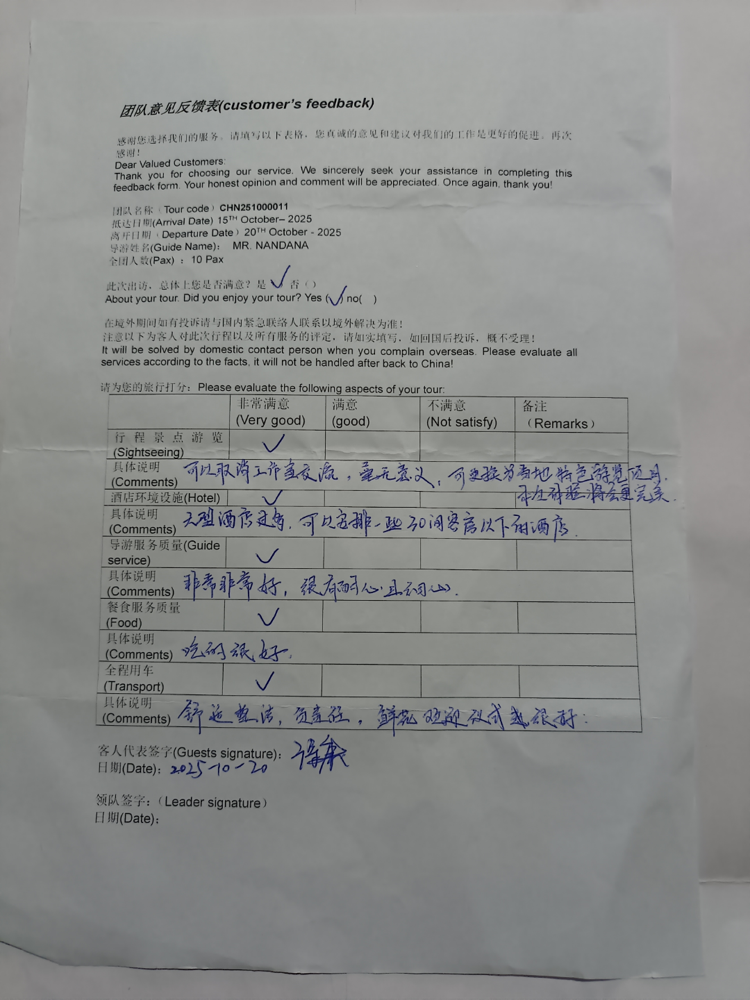 团队意见反馈表(customer's feedback)
感谢您选择我们的服务。请填写以下表格，您真诚的意见和建议对我们的工作是更好的促进。再次
感谢！
Dear Valued Customers:
Thank you for choosing our service. We sincerely seek your assistance in completing this
feedback form. Your honest opinion and comment will be appreciated. Once again, thank you!
团队名称（Tour code）CHN251000011
抵达日期(Arrival Date) 15TH October– 2025
离开日期（Departure Date）20TH October - 2025
导游姓名(Guide Name)： MR. NANDANA
全团人数(Pax) ：10 Pax
此次出访，总体上您是否满意？是 ✓ 否（）
About your tour. Did you enjoy your tour? Yes (✓) no( )
在境外期间如有投诉请与国内紧急联络人联系以境外解决为准！
注意以下为客人对此次行程以及所有服务的评定，请如实填写，如回国后投诉，概不受理！
It will be solved by domestic contact person when you complain overseas. Please evaluate all
services according to the facts, it will not be handled after back to China!
请为您的旅行打分：Please evaluate the following aspects of your tour:
非常满意 满意 不满意 备注
(Very good) (good) (Not satisfy) （Remarks）
行程景点游览 ✓
(Sightseeing)
具体说明
(Comments) 可以取消工作室交流，毫无意义，可更换为当地特色游览项目.
本次体验将会更完美.
酒店环境设施(Hotel) ✓
具体说明
(Comments) 大型酒店 可以安排一些30间客房以下的酒店.
导游服务质量(Guide ✓
service)
具体说明
(Comments) 非常非常好，很有耐心且细心.
餐食服务质量 ✓
(Food)
具体说明
(Comments) 吃的很好.
全程用车 ✓
(Transport)
具体说明
(Comments) 舒适整洁，负责任，鲜花欢迎仪式 很好.
客人代表签字(Guests signature)：
日期(Date)：2025-10-20
领队签字：（Leader signature）
日期(Date)：